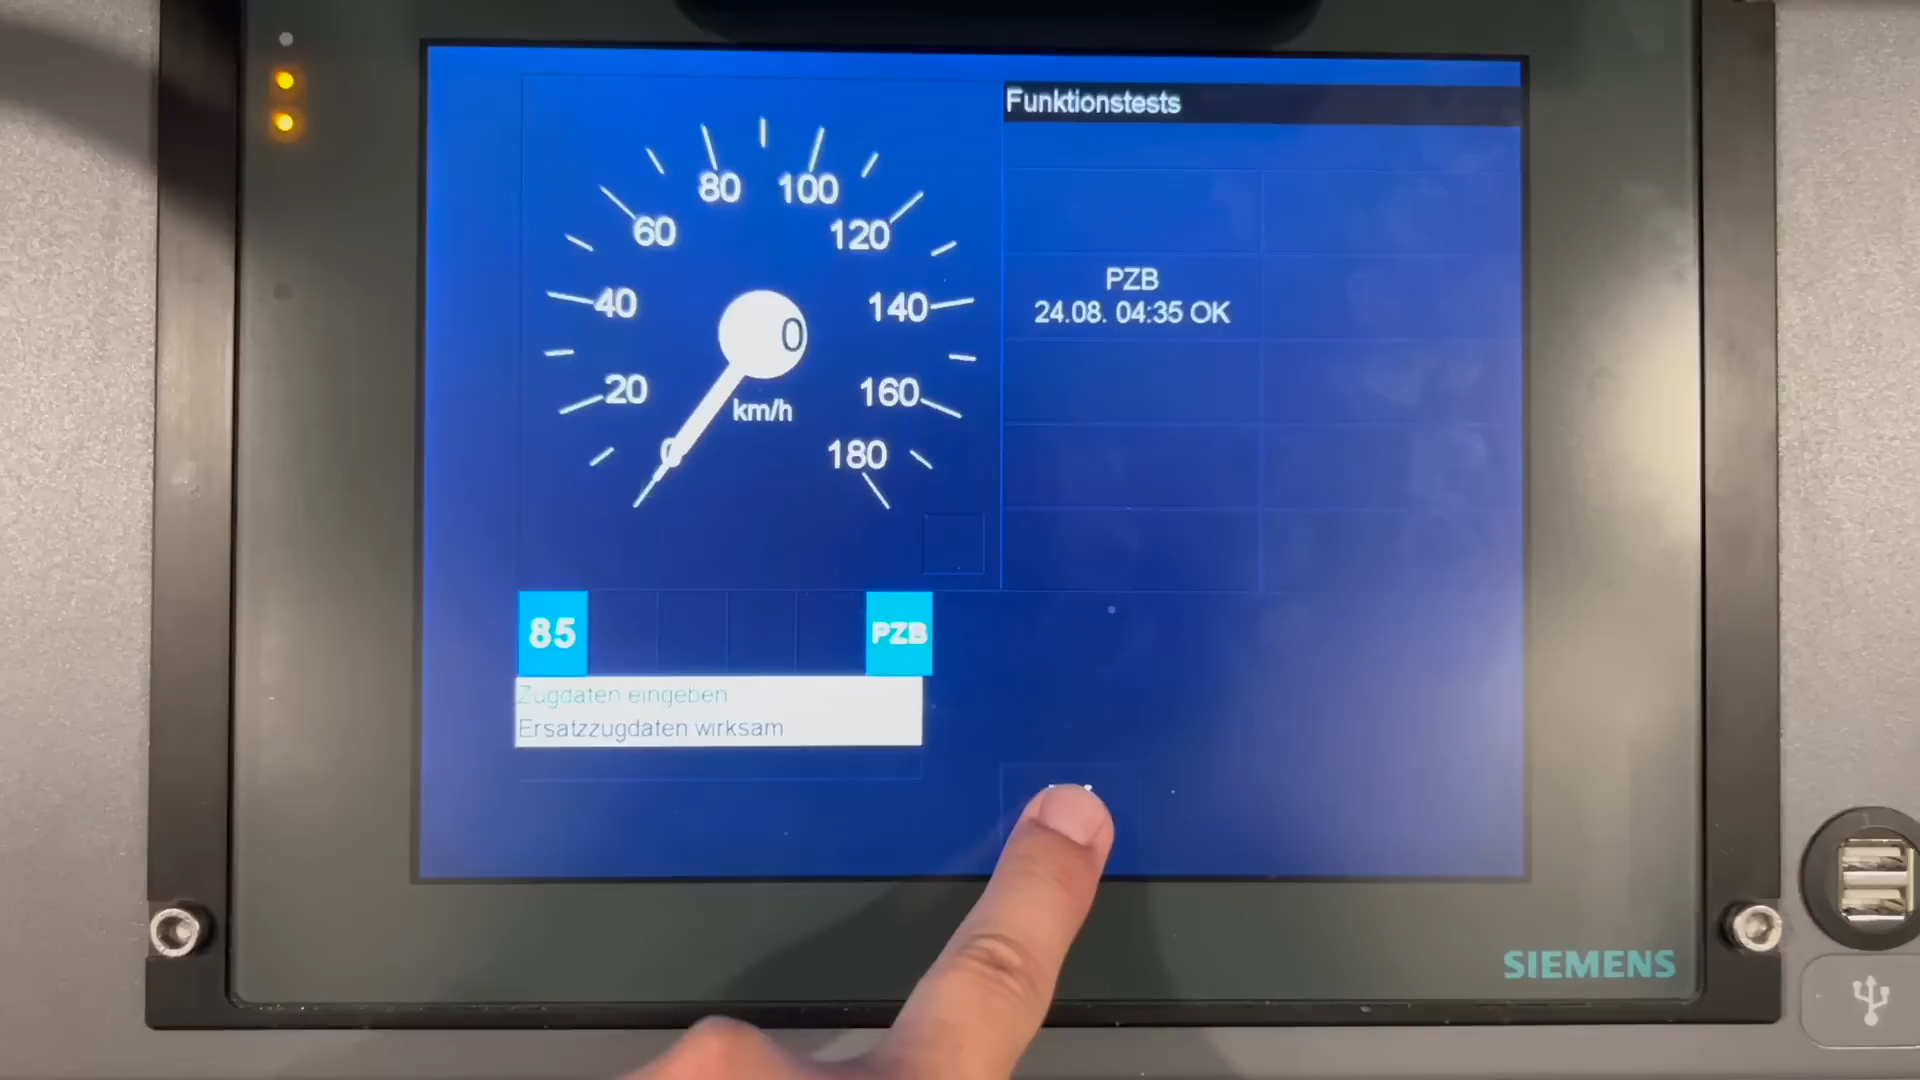 Funktionstests
80
100
60
120
PZB
24.08. 04:35 OK
40
0
140
20
km/h
160
0
180
85
PZB
Zugdaten eingeben
Ersatzzugdaten wirksam
SIEMENS